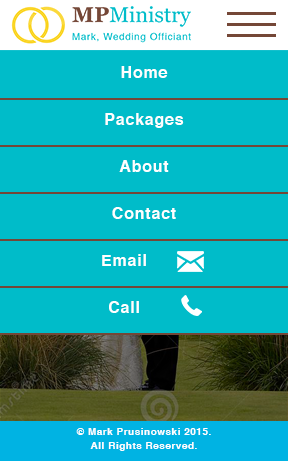 MPMinistry
Mark, Wedding Officiant
Home
Packages
About
Contact
Email
Call
© Mark Prusinowski 2015.
All Rights Reserved.